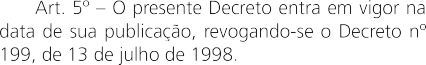 Art. 5º – O presente Decreto entra em vigor na
data de sua publicação, revogando-se o Decreto nº
199, de 13 de julho de 1998.